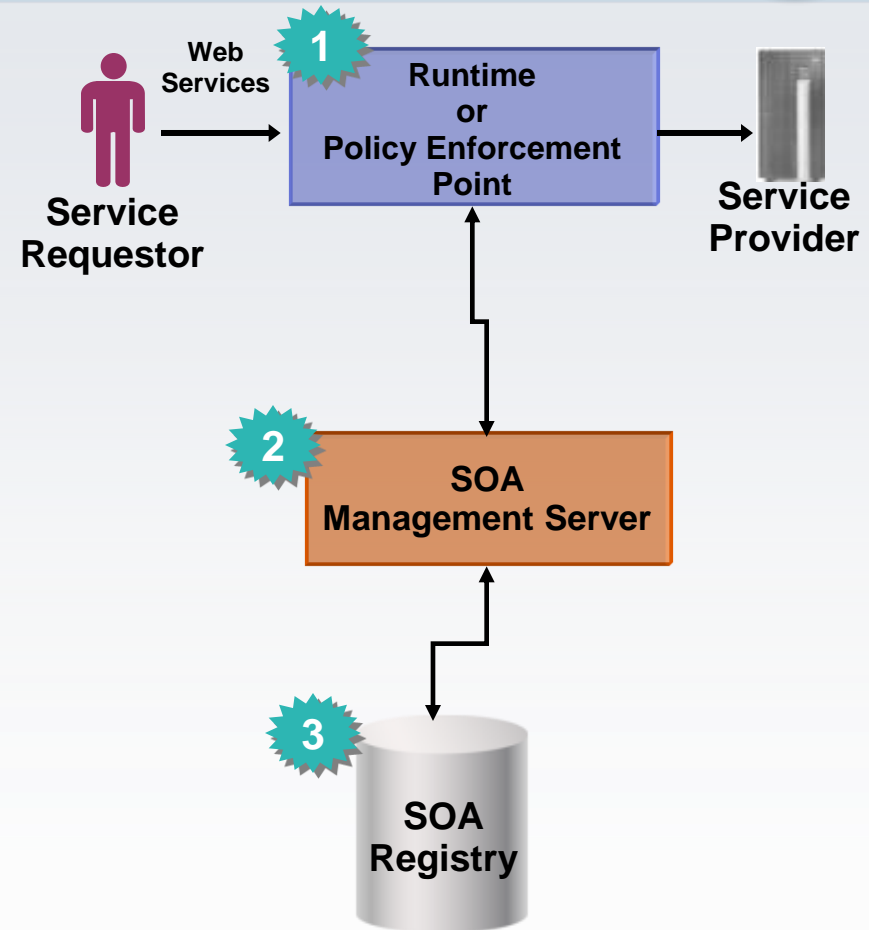 1
Web
Services
Runtime
or
Policy Enforcement
Point
Service
Requestor
Service
Provider
2
SOA
Management Server
3
SOA
Registry